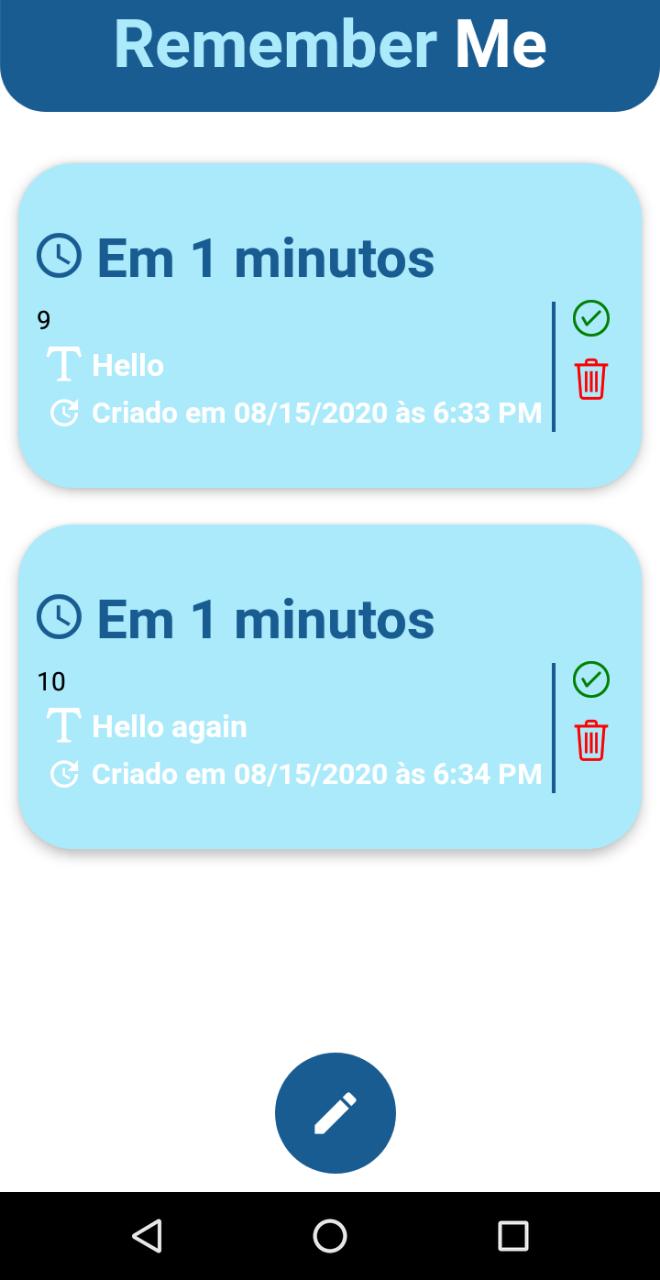 Remember Me
Em 1 minutos
9
Hello
Criado em 08/15/2020 às 6:33 PM
Em 1 minutos
10
Hello again
Criado em 08/15/2020 às 6:34 PM